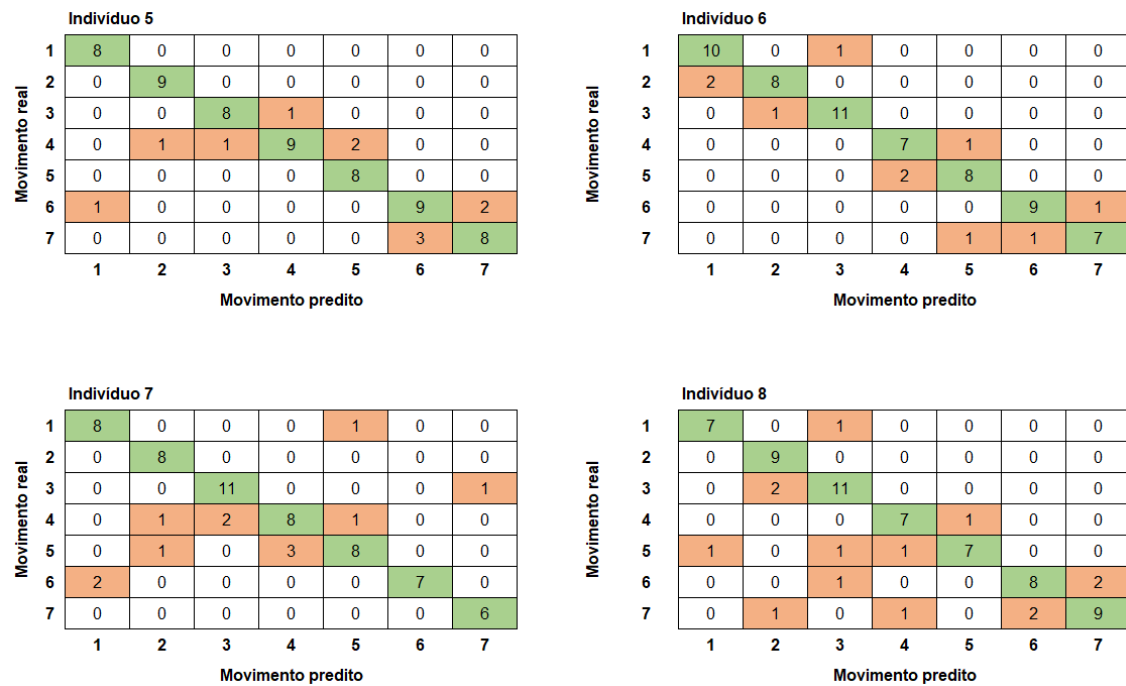 Indivíduo 5
Movimento real
1 8 0 0 0 0 0 0
2 0 9 0 0 0 0 0
3 0 0 8 1 0 0 0
4 0 1 1 9 2 0 0
5 0 0 0 0 8 0 0
6 1 0 0 0 0 9 2
7 0 0 0 0 0 3 8
1 2 3 4 5 6 7
Movimento predito
Indivíduo 6
Movimento real
1 10 0 1 0 0 0 0
2 2 8 0 0 0 0 0
3 0 1 11 0 0 0 0
4 0 0 0 7 1 0 0
5 0 0 0 2 8 0 0
6 0 0 0 0 0 9 1
7 0 0 0 0 1 1 7
1 2 3 4 5 6 7
Movimento predito
Indivíduo 7
Movimento real
1 8 0 0 0 1 0 0
2 0 8 0 0 0 0 0
3 0 0 11 0 0 0 1
4 0 1 2 8 1 0 0
5 0 1 0 3 8 0 0
6 2 0 0 0 0 7 0
7 0 0 0 0 0 0 6
1 2 3 4 5 6 7
Movimento predito
Indivíduo 8
Movimento real
1 7 0 1 0 0 0 0
2 0 9 0 0 0 0 0
3 0 2 11 0 0 0 0
4 0 0 0 7 1 0 0
5 1 0 1 1 7 0 0
6 0 0 1 0 0 8 2
7 0 1 0 1 0 2 9
1 2 3 4 5 6 7
Movimento predito